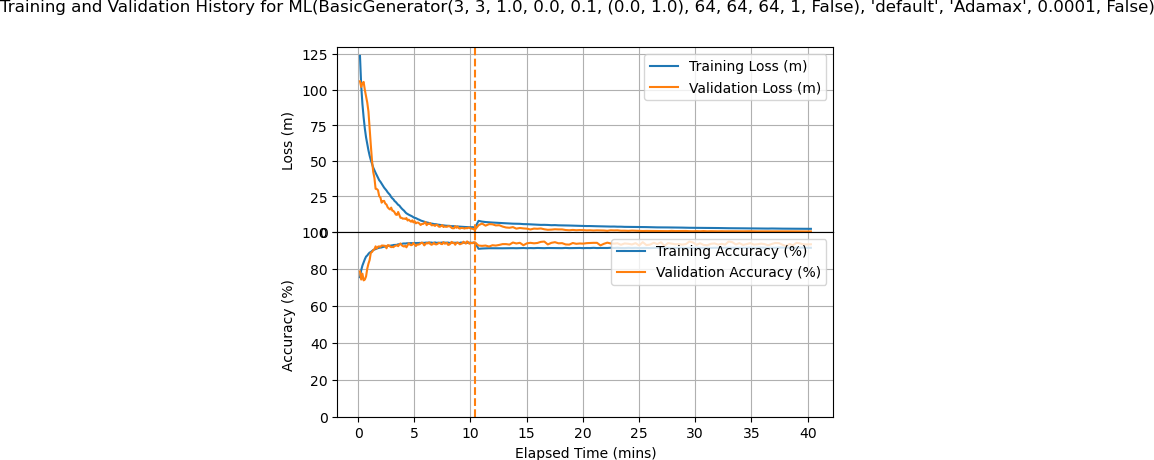 Training and Validation History for ML(BasicGenerator(3, 3, 1.0, 0.0, 0.1, (0.0, 1.0), 64, 64, 64, 1, False), 'default', 'Adamax', 0.0001, False)
125
100
75
50
25
0
Loss (m)
Training Loss (m)
Validation Loss (m)
100
80
60
40
20
0
Accuracy (%)
Training Accuracy (%)
Validation Accuracy (%)
0 5 10 15 20 25 30 35 40
Elapsed Time (mins)